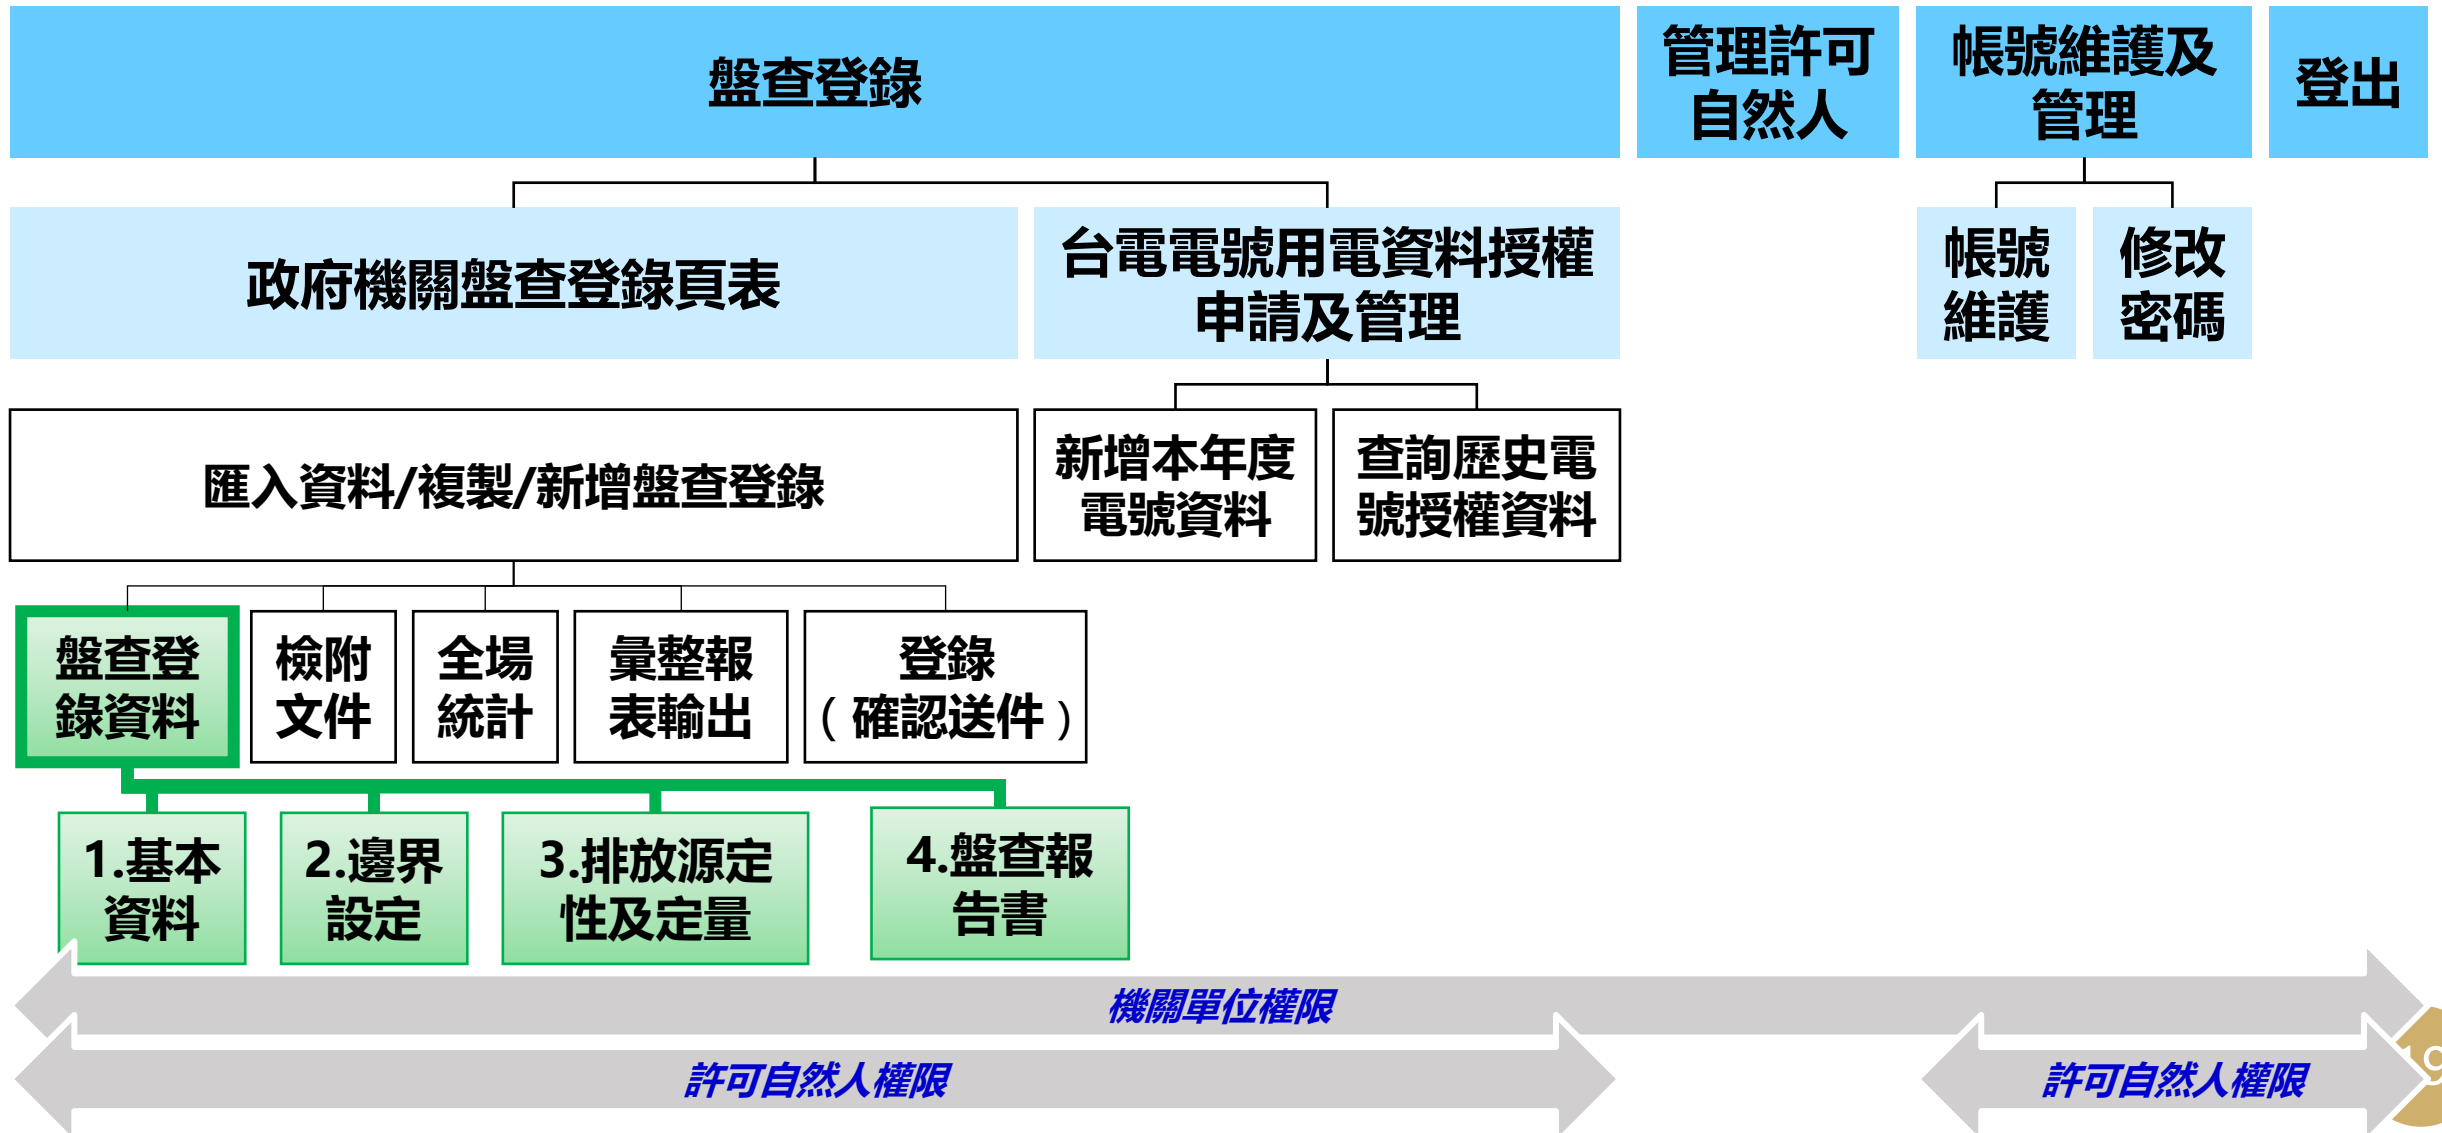 盤查登錄
管理許可
自然人
帳號維護及
管理
登出
政府機關盤查登錄頁表
台電電號用電資料授權
申請及管理
帳號
維護
修改
密碼
匯入資料/複製/新增盤查登錄
新增本年度
電號資料
查詢歷史電
號授權資料
盤查登
錄資料
檢附
文件
全場
統計
彙整報
表輸出
登錄
（確認送件）
1.基本
資料
2.邊界
設定
3.排放源定
性及定量
4.盤查報
告書
機關單位權限
許可自然人權限
許可自然人權限